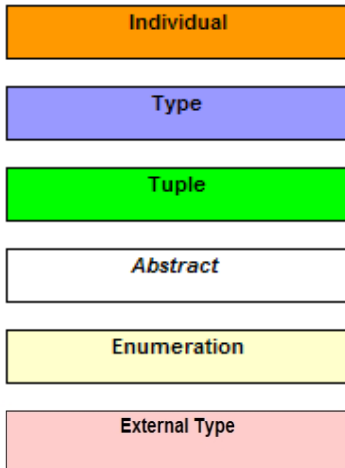 Individual
Type
Tuple
Abstract
Enumeration
External Type